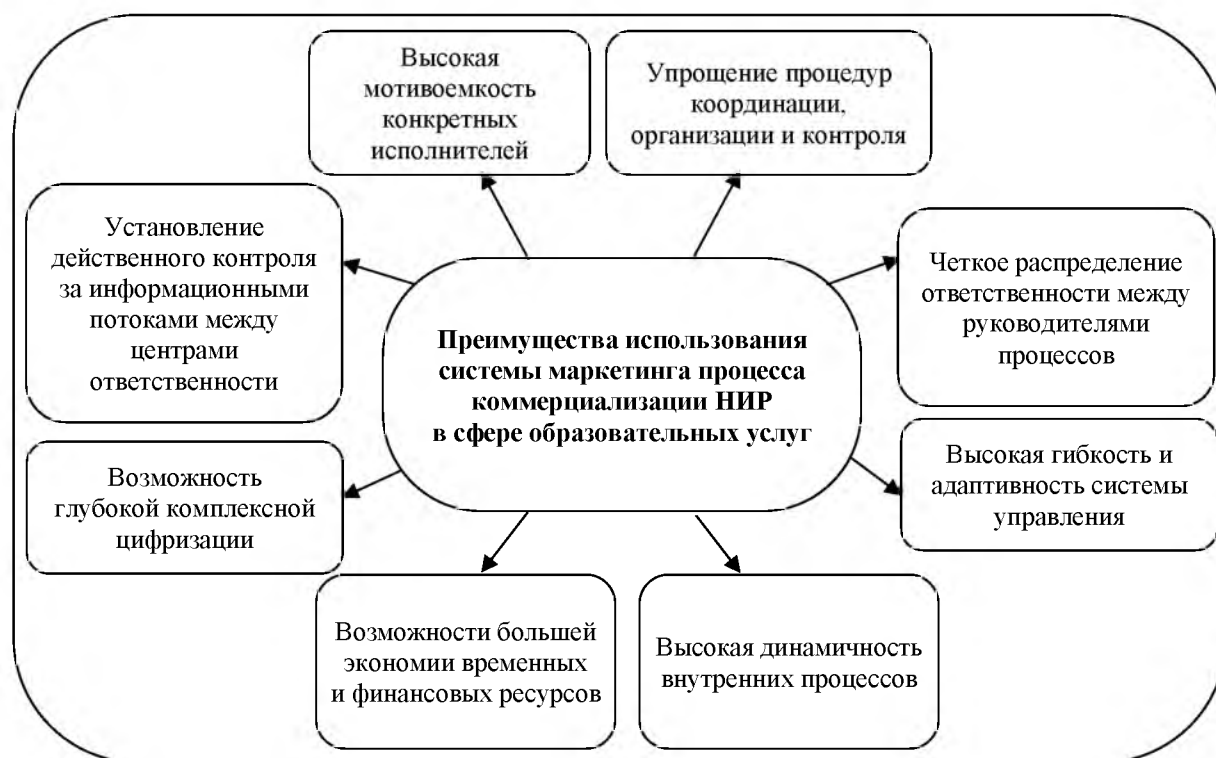 Высокая
мотивоемкость
конкретных
исполнителей
Упрощение процедур
координации,
организации и контроля
Установление
действенного контроля
за информационными
потоками между
центрами
ответственности
Четкое распределение
ответственности между
руководителями
процессов
Преимущества использования
системы маркетинга процесса
коммерциализации НИР
в сфере образовательных услуг
Возможность
глубокой комплексной
цифризации
Высокая гибкость и
адаптивность системы
управления
Возможности большей
экономии временных
и финансовых ресурсов
Высокая динамичность
внутренних процессов